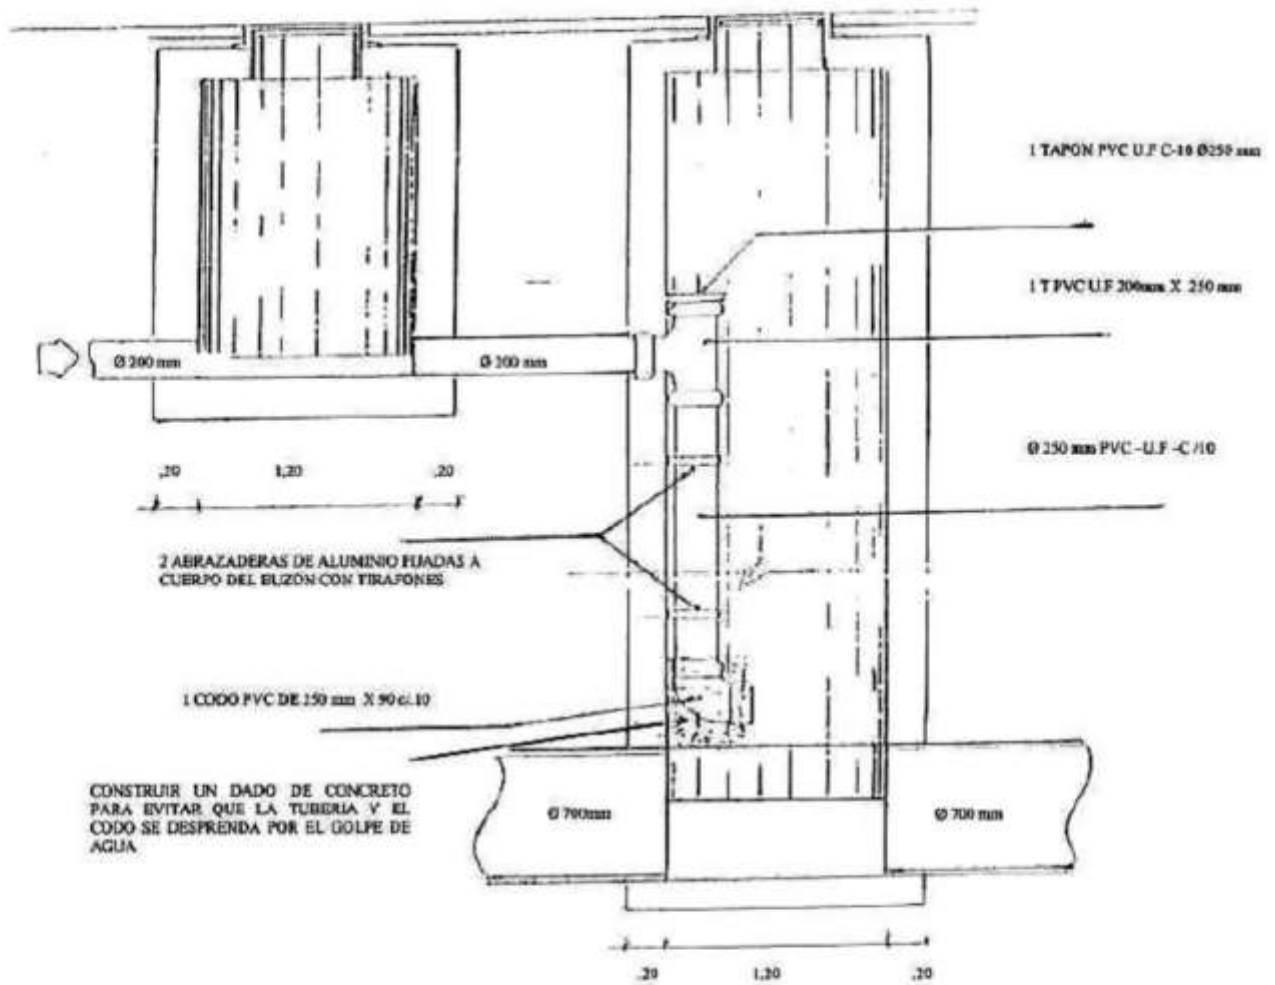 1 TAPON PVC U.F C-10 Ø250 mm
1 T PVC U.F 200mm X 250 mm
Ø 200 mm
Ø 200 mm
Ø 250 mm PVC -U.F -C /10
,20
1,20
,20
2 ABRAZADERAS DE ALUMINIO FIJADAS A
CUERPO DEL BUZÓN CON TIRAFONES
1 CODO PVC DE 250 mm X 90 c/.10
CONSTRUIR UN DADO DE CONCRETO
PARA EVITAR QUE LA TUBERIA Y EL
CODO SE DESPRENDA POR EL GOLPE DE
AGUA
Ø 700mm
Ø 700 mm
,20
1,20
,20